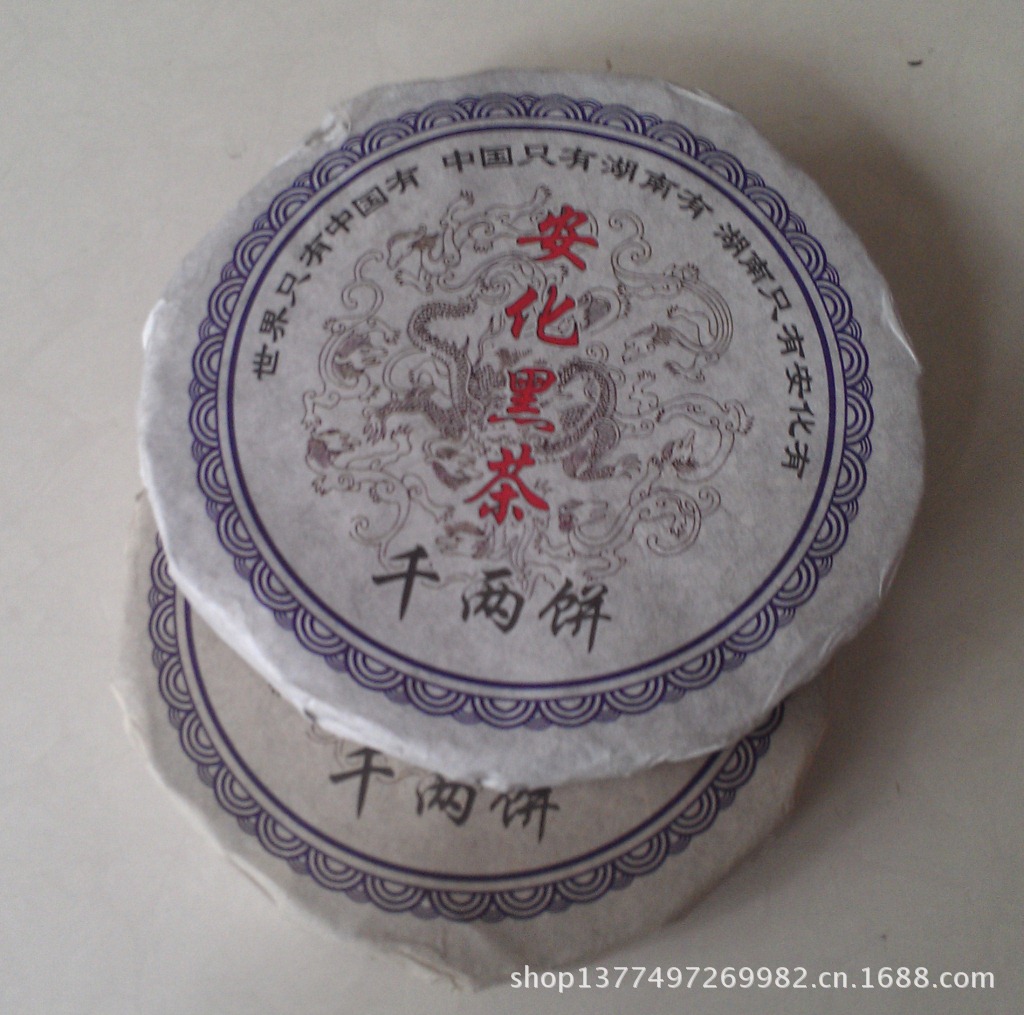 世界只有中国有 中国只有湖南有 湖南只有安化有
安化黑茶
千两饼
千两饼
shop1377497269982.cn.1688.com